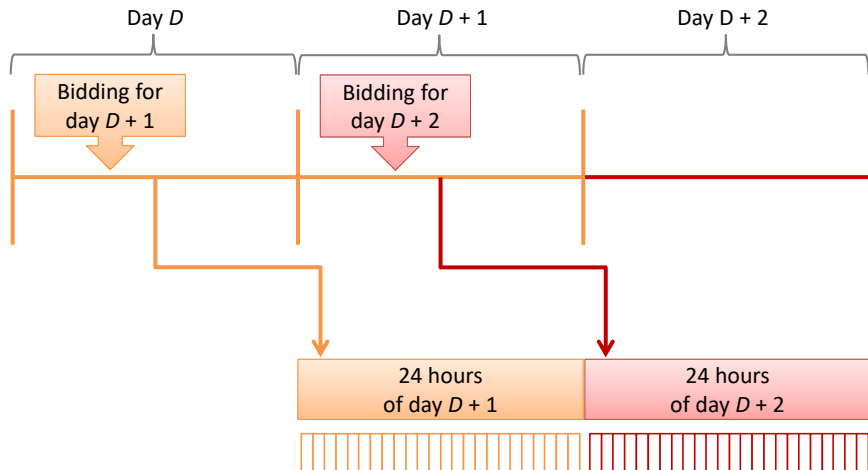 Day D
Day D + 1
Day D + 2
Bidding for
day D + 1
Bidding for
day D + 2
24 hours
of day D + 1
24 hours
of day D + 2